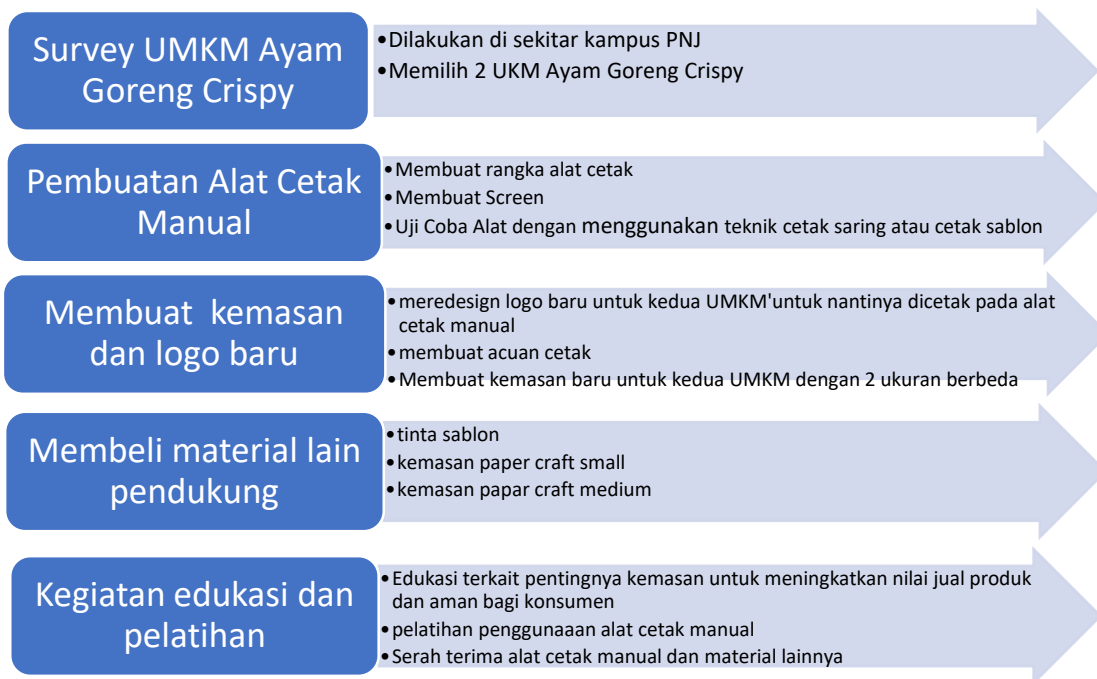 Survey UMKM Ayam
Goreng Crispy
•Dilakukan di sekitar kampus PNJ
•Memilih 2 UKM Ayam Goreng Crispy
Pembuatan Alat Cetak
Manual
•Membuat rangka alat cetak
•Membuat Screen
•Uji Coba Alat dengan menggunakan teknik cetak saring atau cetak sablon
Membuat kemasan
dan logo baru
•meredesign logo baru untuk kedua UMKM'untuk nantinya dicetak pada alat
cetak manual
•membuat acuan cetak
•Membuat kemasan baru untuk kedua UMKM dengan 2 ukuran berbeda
Membeli material lain
pendukung
•tinta sablon
•kemasan paper craft small
•kemasan papar craft medium
Kegiatan edukasi dan
pelatihan
•Edukasi terkait pentingnya kemasan untuk meningkatkan nilai jual produk
dan aman bagi konsumen
•pelatihan penggunaaan alat cetak manual
•Serah terima alat cetak manual dan material lainnya